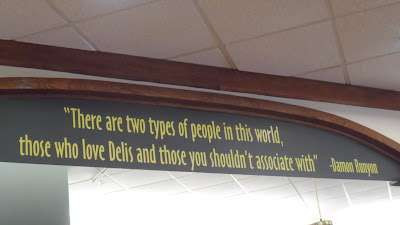 "There are two types of people in this world,
those who love Delis and those you shouldn't associate with" -Damon Runyon